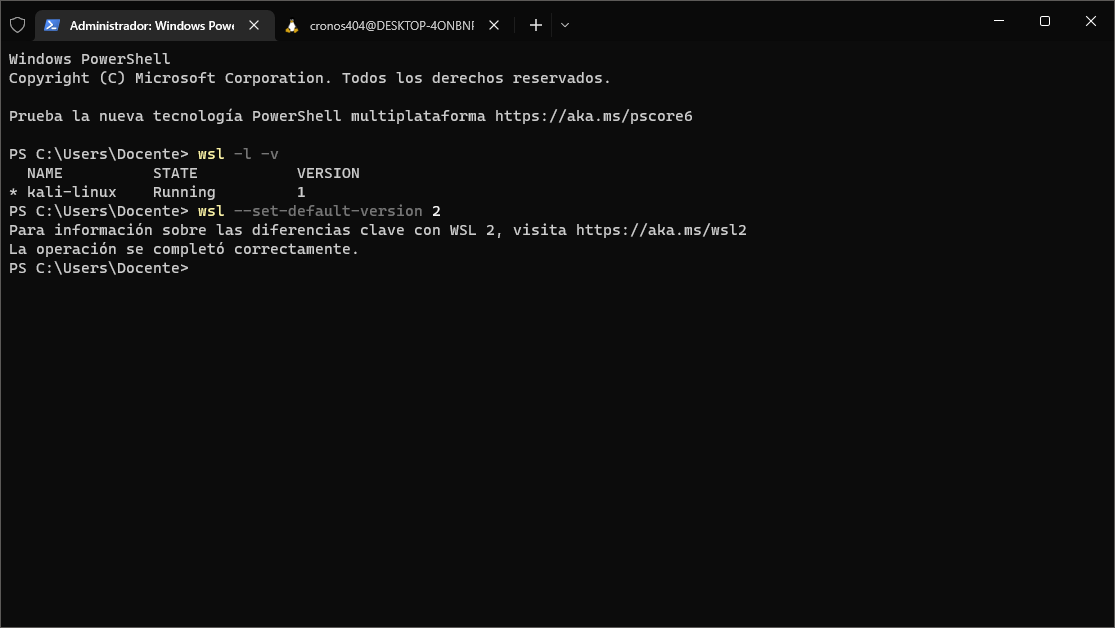 Administrador: Windows Pow
cronos404@DESKTOP-4ONBN
Windows PowerShell
Copyright (C) Microsoft Corporation. Todos los derechos reservados.
Prueba la nueva tecnología PowerShell multiplataforma https://aka.ms/pscore6
PS C:\Users\Docente> wsl -l -v
NAME STATE VERSION
* kali-linux Running 1
PS C:\Users\Docente> wsl --set-default-version 2
Para información sobre las diferencias clave con WSL 2, visita https://aka.ms/wsl2
La operación se completó correctamente.
PS C:\Users\Docente>